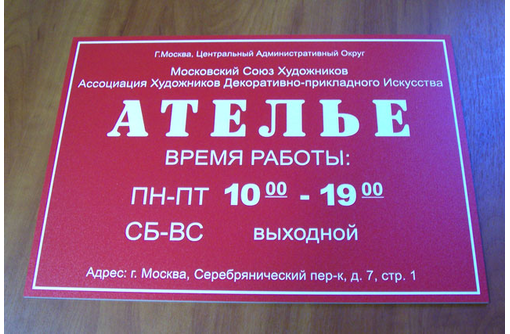 Г.Москва, Центральный Административный Округ
Московский Союз Художников
Ассоциация Художников Декоративно-прикладного Искусства
АТЕЛЬЕ
ВРЕМЯ РАБОТЫ:
ПН-ПТ 10 00 - 19 00
СБ-ВС выходной
Адрес: г. Москва, Серебрянический пер-к, д. 7, стр. 1